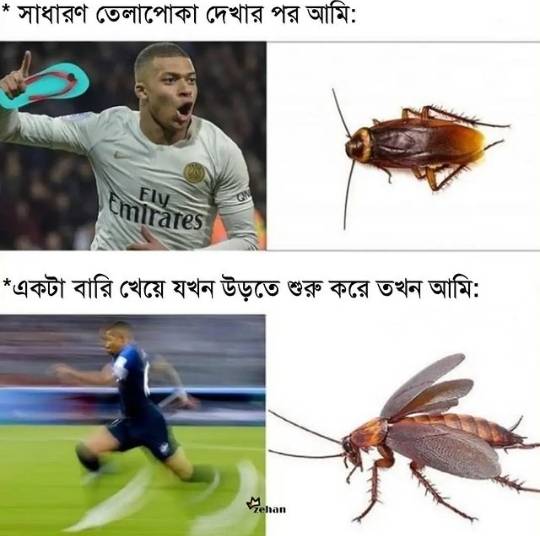 * সাধারণ তেলাপোকা দেখার পর আমি:
Fly
Emirates
*একটা বারি খেয়ে যখন উড়তে শুরু করে তখন আমি:
Zehan